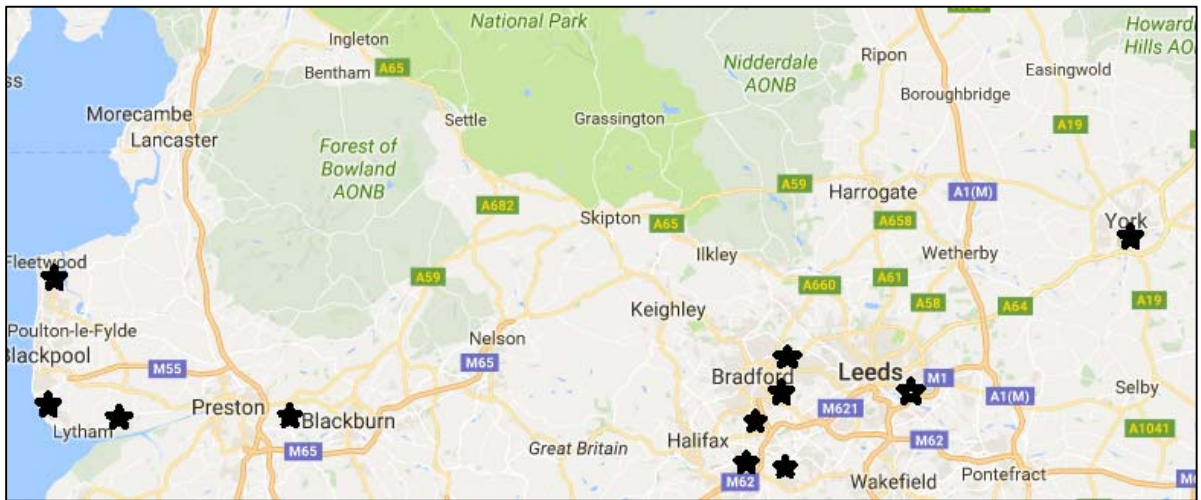 National Park
Howard
Hills AO
Ingleton
Bentham
A65
Nidderdale
AONB
Ripon
Easingwold
ss
Morecambe
Lancaster
Settle
Grassington
Boroughbridge
A19
Forest of
Bowland
AONB
A682
Skipton
A65
A59
Harrogate
A1(M)
A658
York
Fleetwood
A59
Ilkley
Wetherby
A660
A61
A58
A64
A19
Keighley
Poulton-le-Fylde
Blackpool
Nelson
M65
M55
Bradford
Leeds
M1
A1(M)
Selby
Preston
Blackburn
M621
Lytham
M65
Great Britain
Halifax
M62
A1041
M62
Wakefield
Pontefract